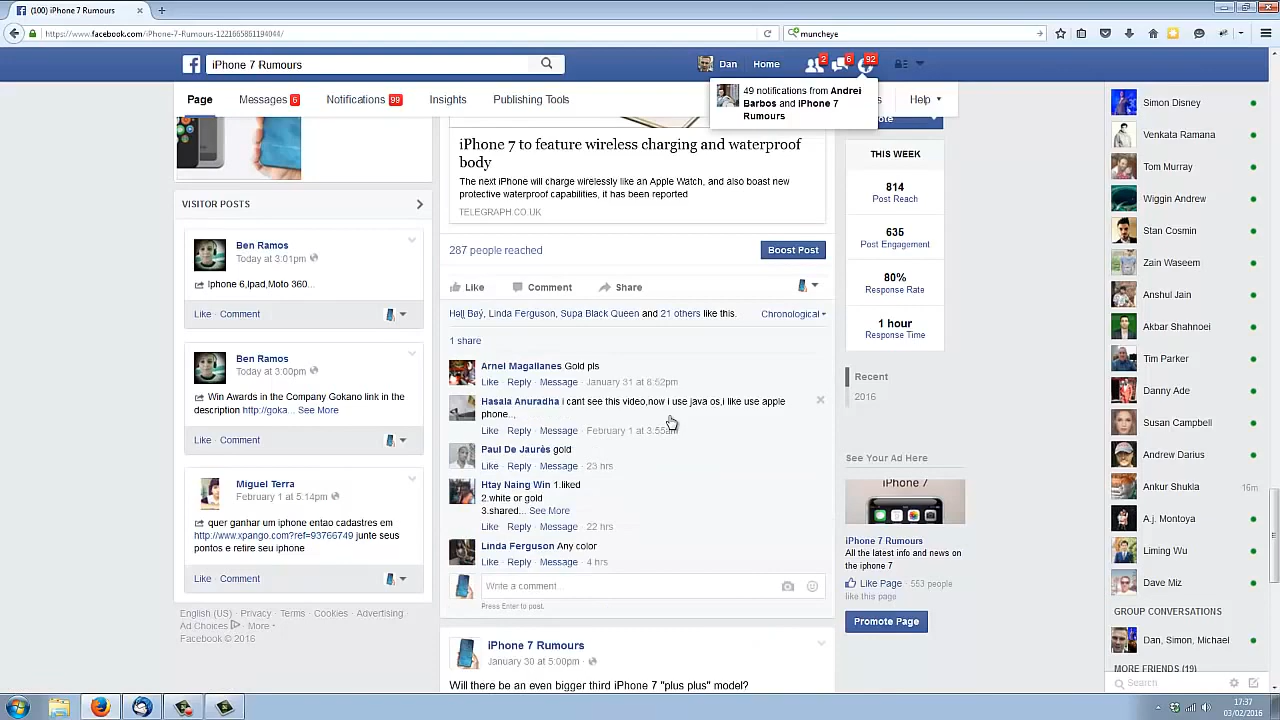 (100) iPhone 7 Rumours
https://www.facebook.com/iPhone-7-Rumours-1221665861194044/
muncheye
iPhone 7 Rumours
Dan
Home
2
6
92
Page
Messages 6
Notifications 99
Insights
Publishing Tools
Help
49 notifications from Andrei
Barbos and iPhone 7
Rumours
iPhone 7 to feature wireless charging and waterproof
body
The next iPhone will charge wirelessly like an Apple Watch, and also boast new
protective waterproof capabilities, it has been reported
TELEGRAPH.CO.UK
287 people reached
Boost Post
Like
Comment
Share
Linda Ferguson, Supa Black Queen and 21 others like this.
Chronological
1 share
Arnel Magallanes Gold pls
Like · Reply · Message · January 31 at 6:52pm
Hasala Anuradha i cant see this video,now i use java os,i like use apple
phone..,
Like · Reply · Message · February 1 at 3:55am
Paul De Jaurès gold
Like · Reply · Message · 23 hrs
Htay Naing Win 1.liked
2.white or gold
3.shared... See More
Like · Reply · Message · 22 hrs
Linda Ferguson Any color
Like · Reply · Message · 4 hrs
Write a comment...
Press Enter to post.
iPhone 7 Rumours
January 30 at 5:00pm ·
Will there be an even bigger third iPhone 7 "plus plus" model?
VISITOR POSTS
Ben Ramos
Today at 3:01pm
Iphone 6,Ipad,Moto 360...
Like · Comment
Ben Ramos
Today at 3:00pm
Win Awards in the Company Gokano link in the
description http://goka... See More
Like · Comment
Miguel Terra
February 1 at 5:14pm
quer ganhar um iphone entao cadastres em
http://www.xpango.com?ref=93766749 junte seus
pontos e retire seu iphone
Like · Comment
English (US) · Privacy · Terms · Cookies · Advertising ·
Ad Choices · More
Facebook © 2016
THIS WEEK
814
Post Reach
635
Post Engagement
80%
Response Rate
1 hour
Response Time
Recent
2016
See Your Ad Here
iPhone 7
iPhone 7 Rumours
All the latest info and news on
the iphone 7
Like Page · 553 people
like this page
Promote Page
Simon Disney
Venkata Ramana
Tom Murray
Wiggin Andrew
Stan Cosmin
Zain Waseem
Anshul Jain
Akbar Shahnoei
Tim Parker
Danny Ade
Susan Campbell
Andrew Darius
Ankur Shukla 16m
A.j. Montoya
Liming Wu
Dave Miz
GROUP CONVERSATIONS
Dan, Simon, Michael
MORE FRIENDS (19)
Search
17:37
03/02/2016